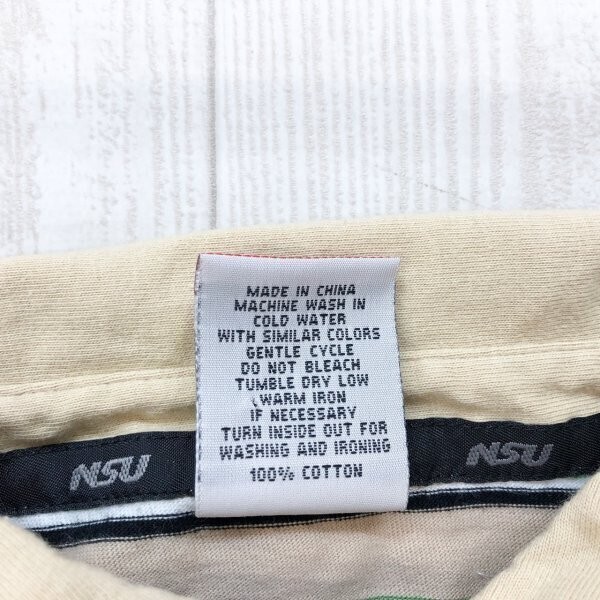 MADE IN CHINA
MACHINE WASH IN
COLD WATER
WITH SIMILAR COLORS
GENTLE CYCLE
DO NOT BLEACH
TUMBLE DRY LOW
WARM IRON
IF NECESSARY
TURN INSIDE OUT FOR
WASHING AND IRONING
100% COTTON
NSU
NSU